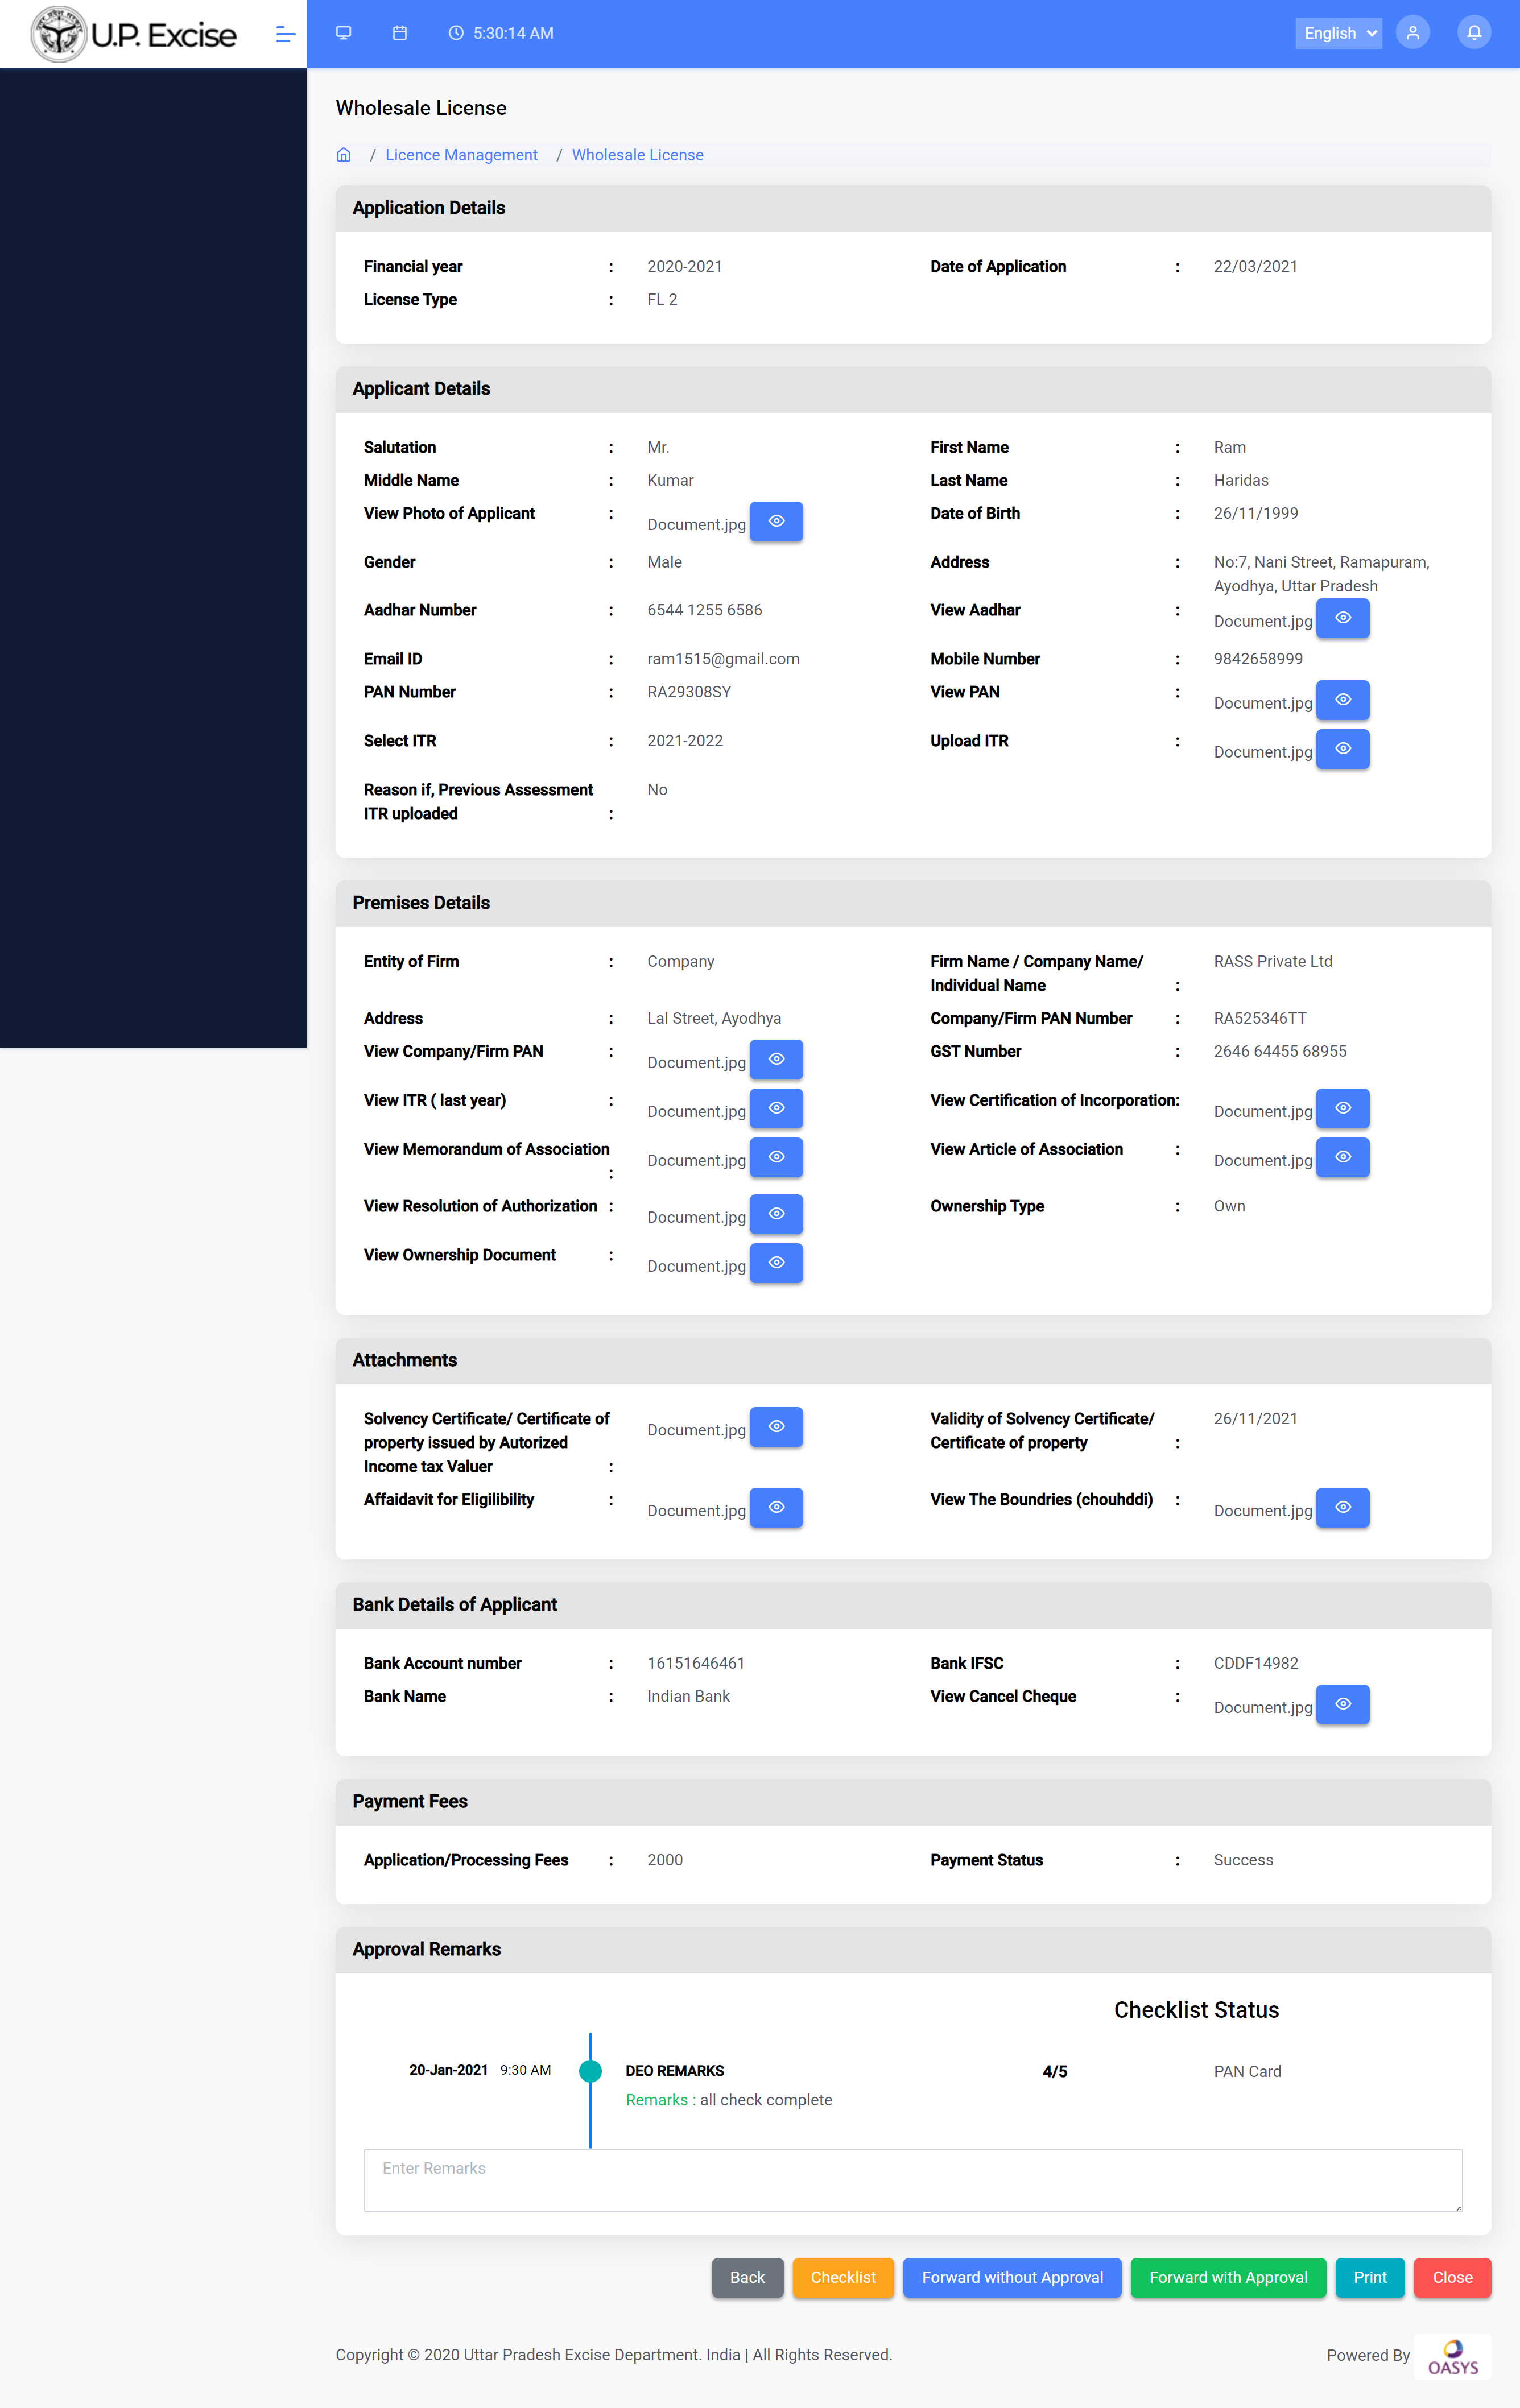 U.P. Excise
5:30:14 AM
English
Wholesale License
/ Licence Management / Wholesale License
Application Details
Financial year : 2020-2021 Date of Application : 22/03/2021
License Type : FL 2
Applicant Details
Salutation : Mr. First Name : Ram
Middle Name : Kumar Last Name : Haridas
View Photo of Applicant : Document.jpg Date of Birth : 26/11/1999
Gender : Male Address : No:7, Nani Street, Ramapuram,
Ayodhya, Uttar Pradesh
Aadhar Number : 6544 1255 6586 View Aadhar : Document.jpg
Email ID : ram1515@gmail.com Mobile Number : 9842658999
PAN Number : RA29308SY View PAN : Document.jpg
Select ITR : 2021-2022 Upload ITR : Document.jpg
Reason if, Previous Assessment No
ITR uploaded :
Premises Details
Entity of Firm : Company Firm Name / Company Name/ RASS Private Ltd
Individual Name :
Address : Lal Street, Ayodhya Company/Firm PAN Number : RA525346TT
View Company/Firm PAN : Document.jpg GST Number : 2646 64455 68955
View ITR ( last year) : Document.jpg View Certification of Incorporation: Document.jpg
View Memorandum of Association Document.jpg View Article of Association : Document.jpg
:
View Resolution of Authorization : Document.jpg Ownership Type : Own
View Ownership Document : Document.jpg
Attachments
Solvency Certificate/ Certificate of Document.jpg Validity of Solvency Certificate/ 26/11/2021
property issued by Autorized Certificate of property :
Income tax Valuer :
Affaidavit for Eligilibility : Document.jpg View The Boundries (chouhddi) : Document.jpg
Bank Details of Applicant
Bank Account number : 16151646461 Bank IFSC : CDDF14982
Bank Name : Indian Bank View Cancel Cheque : Document.jpg
Payment Fees
Application/Processing Fees : 2000 Payment Status : Success
Approval Remarks
Checklist Status
20-Jan-2021 9:30 AM DEO REMARKS 4/5 PAN Card
Remarks : all check complete
Enter Remarks
Back Checklist Forward without Approval Forward with Approval Print Close
Copyright © 2020 Uttar Pradesh Excise Department. India | All Rights Reserved. Powered By OASYS